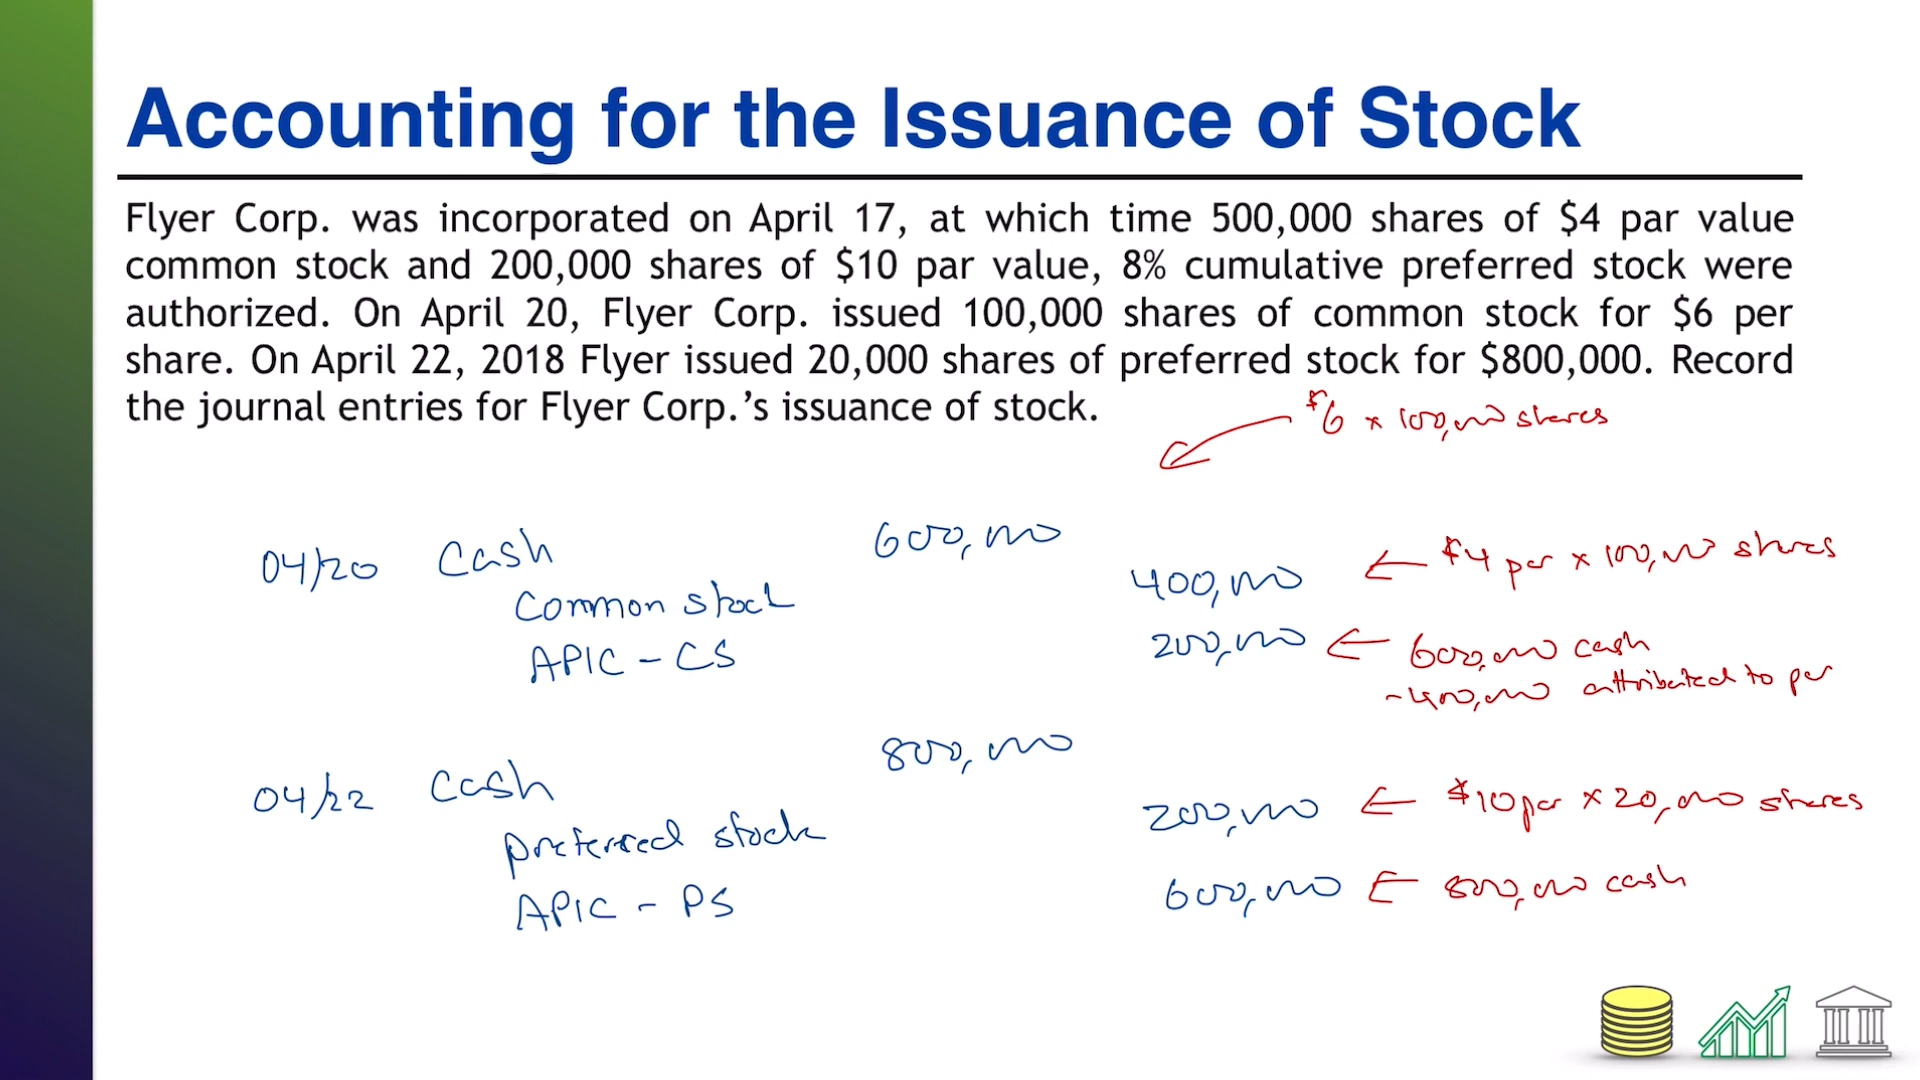 Accounting for the Issuance of Stock
Flyer Corp. was incorporated on April 17, at which time 500,000 shares of $4 par value
common stock and 200,000 shares of $10 par value, 8% cumulative preferred stock were
authorized. On April 20, Flyer Corp. issued 100,000 shares of common stock for $6 per
share. On April 22, 2018 Flyer issued 20,000 shares of preferred stock for $800,000. Record
the journal entries for Flyer Corp.’s issuance of stock.
$6 x 100,000 shares
04/20 Cash 600,000
Common stock 400,000 ← $4 par x 100,000 shares
APIC - CS 200,000 ← 600,000 cash
-400,000 attributed to par
04/22 Cash 800,000
preferred stock 200,000 ← $10 par x 20,000 shares
APIC - PS 600,000 ← 800,000 cash